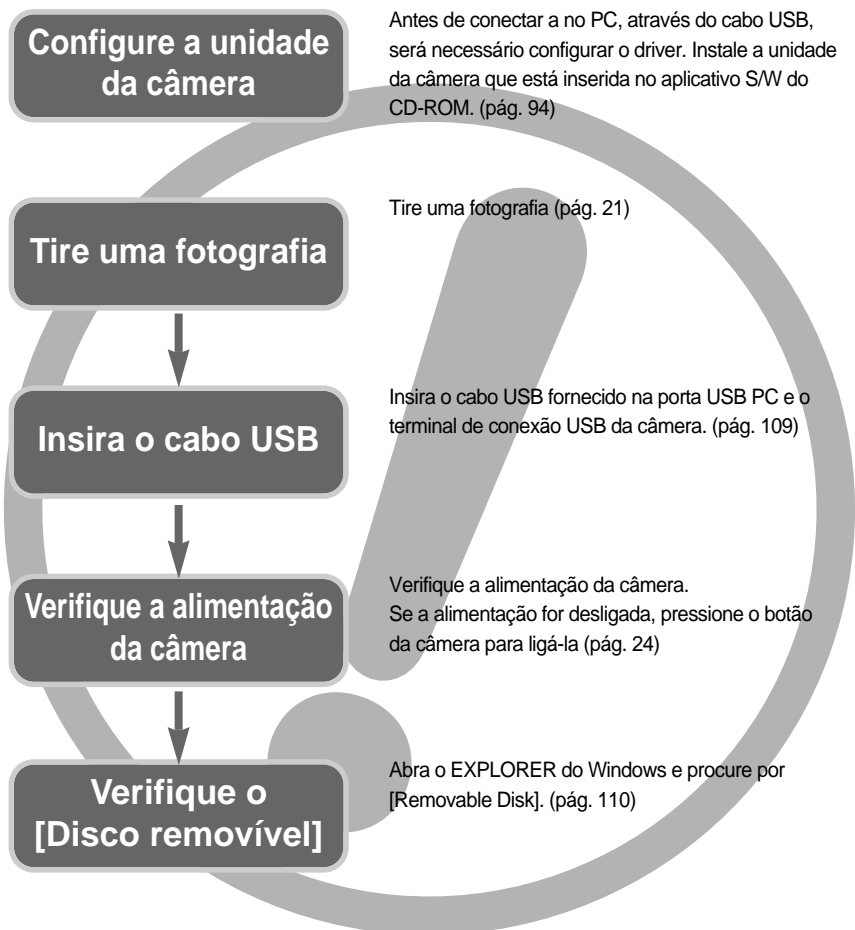 Configure a unidade
da câmera
Antes de conectar a no PC, através do cabo USB,
será necessário configurar o driver. Instale a unidade
da câmera que está inserida no aplicativo S/W do
CD-ROM. (pág. 94)
Tire uma fotografia
Tire uma fotografia (pág. 21)
Insira o cabo USB
Insira o cabo USB fornecido na porta USB PC e o
terminal de conexão USB da câmera. (pág. 109)
Verifique a alimentação
da câmera
Verifique a alimentação da câmera.
Se a alimentação for desligada, pressione o botão
da câmera para ligá-la (pág. 24)
Verifique o
[Disco removível]
Abra o EXPLORER do Windows e procure por
[Removable Disk]. (pág. 110)